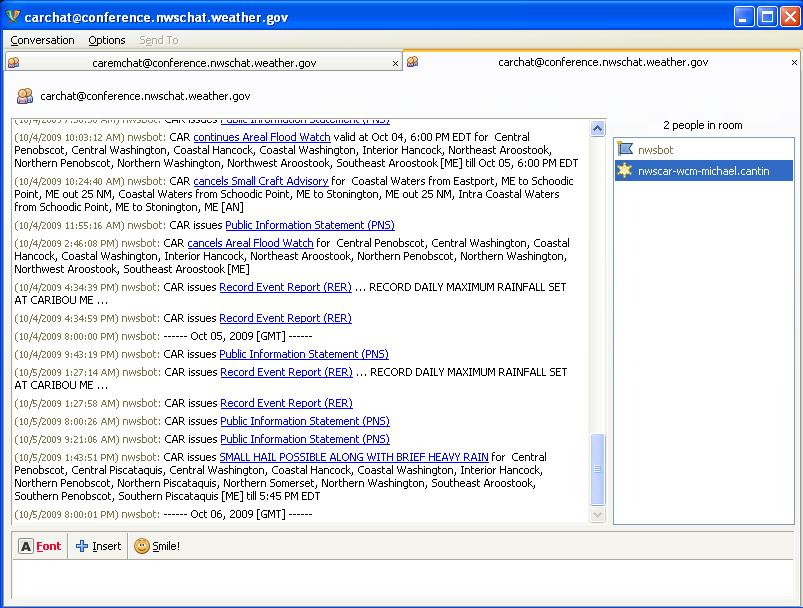 carchat@conference.nwschat.weather.gov
Conversation Options Send To
caremchat@conference.nwschat.weather.gov × carchat@conference.nwschat.weather.gov ×
carchat@conference.nwschat.weather.gov
2 people in room
nwsbot
nwscar-wcm-michael.cantin
CAR issues Public Information Statement (PNS)
(10/4/2009 10:03:12 AM) nwsbot: CAR continues Areal Flood Watch valid at Oct 04, 6:00 PM EDT for Central
Penobscot, Central Washington, Coastal Hancock, Coastal Washington, Interior Hancock, Northeast Aroostook,
Northern Penobscot, Northern Washington, Northwest Aroostook, Southeast Aroostook [ME] till Oct 05, 6:00 PM EDT
(10/4/2009 10:24:40 AM) nwsbot: CAR cancels Small Craft Advisory for Coastal Waters from Eastport, ME to Schoodic
Point, ME out 25 NM, Coastal Waters from Schoodic Point, ME to Stonington, ME out 25 NM, Intra Coastal Waters
from Schoodic Point, ME to Stonington, ME [AN]
(10/4/2009 11:55:16 AM) nwsbot: CAR issues Public Information Statement (PNS)
(10/4/2009 2:46:08 PM) nwsbot: CAR cancels Areal Flood Watch for Central Penobscot, Central Washington, Coastal
Hancock, Coastal Washington, Interior Hancock, Northeast Aroostook, Northern Penobscot, Northern Washington,
Northwest Aroostook, Southeast Aroostook [ME]
(10/4/2009 4:34:39 PM) nwsbot: CAR issues Record Event Report (RER) ... RECORD DAILY MAXIMUM RAINFALL SET
AT CARIBOU ME ...
(10/4/2009 4:34:59 PM) nwsbot: CAR issues Record Event Report (RER)
(10/4/2009 8:00:00 PM) nwsbot: ------ Oct 05, 2009 [GMT] ------
(10/4/2009 9:43:19 PM) nwsbot: CAR issues Public Information Statement (PNS)
(10/5/2009 1:27:14 AM) nwsbot: CAR issues Record Event Report (RER) ... RECORD DAILY MAXIMUM RAINFALL SET
AT CARIBOU ME ...
(10/5/2009 1:27:58 AM) nwsbot: CAR issues Record Event Report (RER)
(10/5/2009 8:00:26 AM) nwsbot: CAR issues Public Information Statement (PNS)
(10/5/2009 9:21:06 AM) nwsbot: CAR issues Public Information Statement (PNS)
(10/5/2009 1:43:51 PM) nwsbot: CAR issues SMALL HAIL POSSIBLE ALONG WITH BRIEF HEAVY RAIN for Central
Penobscot, Central Piscataquis, Central Washington, Coastal Hancock, Coastal Washington, Interior Hancock,
Northern Penobscot, Northern Piscataquis, Northern Somerset, Northern Washington, Southeast Aroostook,
Southern Penobscot, Southern Piscataquis [ME] till 5:45 PM EDT
(10/5/2009 8:00:01 PM) nwsbot: ------ Oct 06, 2009 [GMT] ------
A Font Insert Smile!